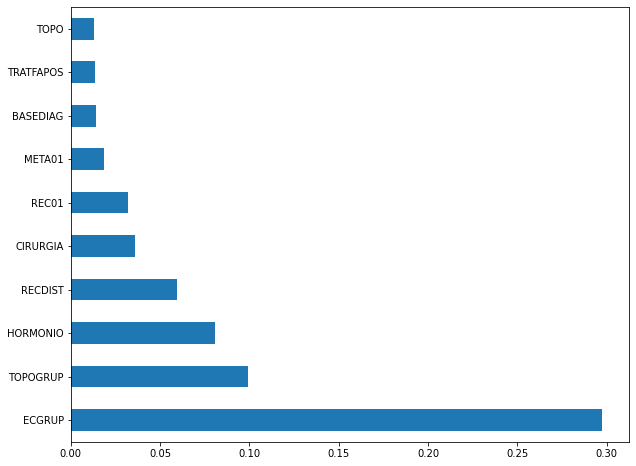 TOPO
TRATFAPOS
BASEDIAG
META01
REC01
CIRURGIA
RECDIST
HORMONIO
TOPOGRUP
ECGRUP
0.00 0.05 0.10 0.15 0.20 0.25 0.30